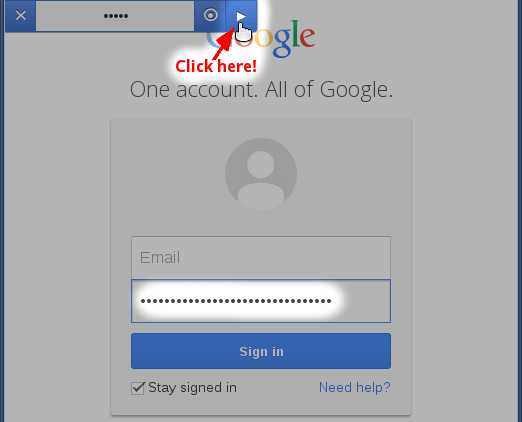 •••••
Google
Click here!
One account. All of Google.
Email
••••••••••••••••••••••••••••••••
Sign in
Stay signed in Need help?